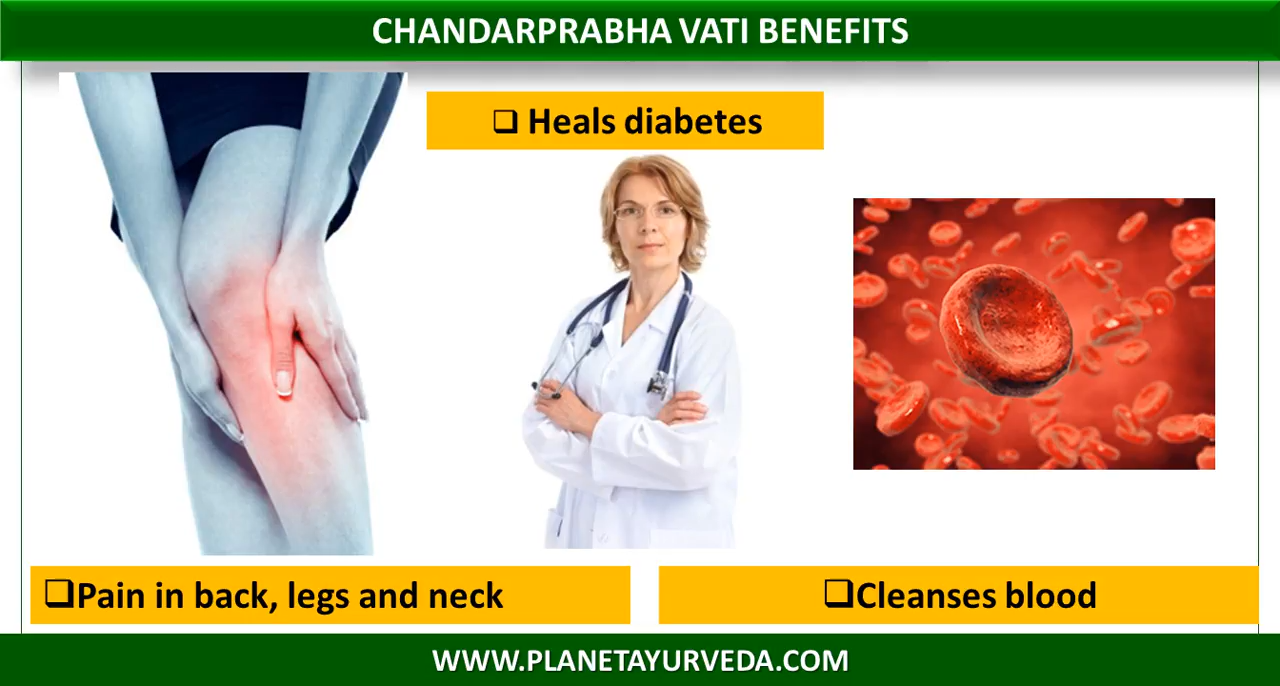 CHANDARPRABHA VATI BENEFITS
❑ Heals diabetes
❑Pain in back, legs and neck
❑Cleanses blood
WWW.PLANETAYURVEDA.COM